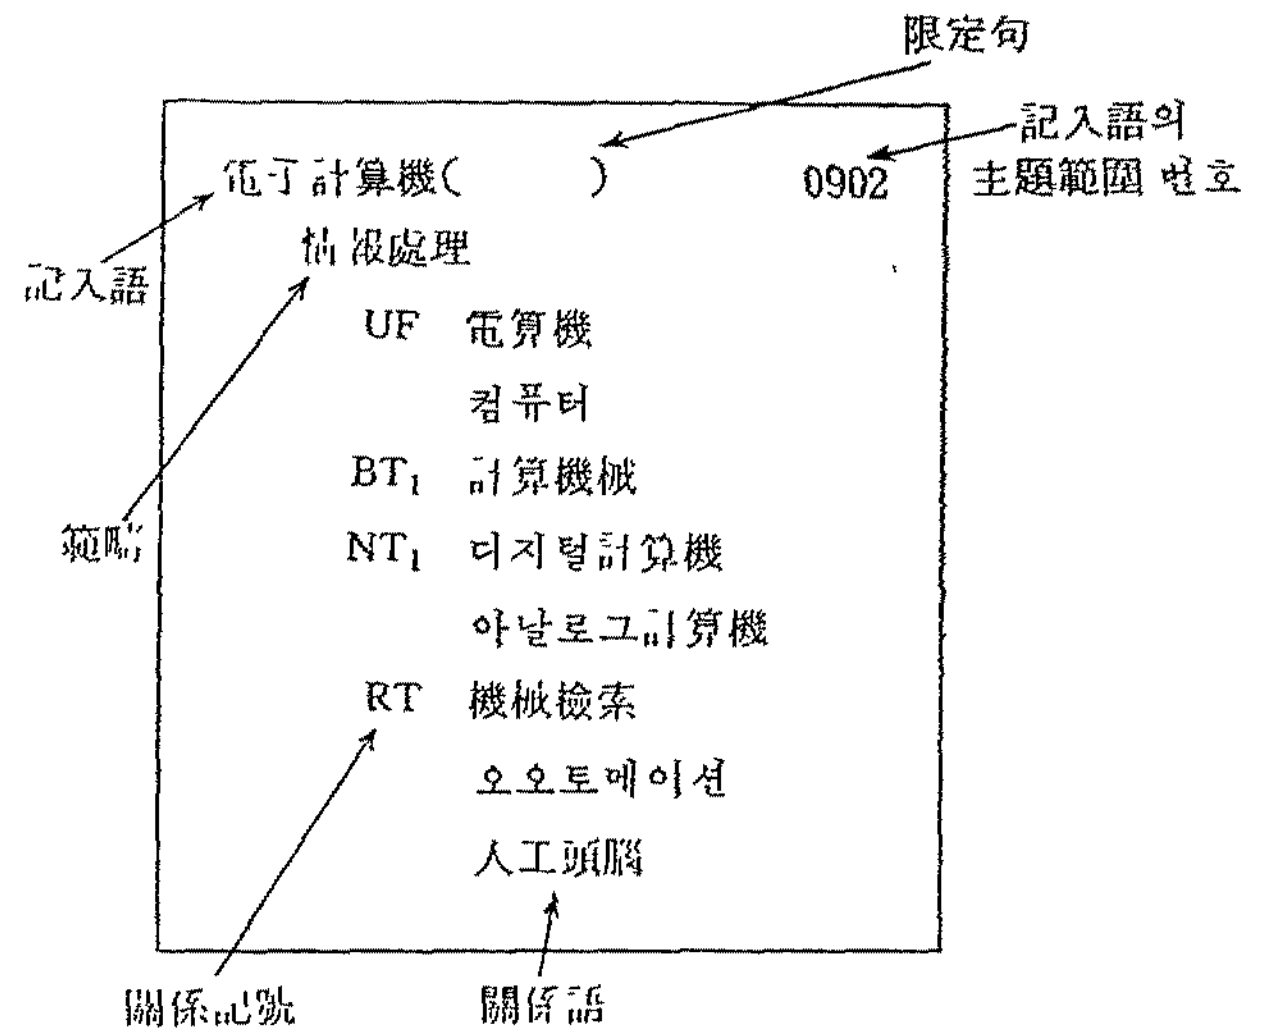 限定句
記入語의
電子計算機(          ) 0902 主題範圍 번호
情報處理
記入語
UF 電算機
컴퓨터
BT₁ 計算機械
範疇 NT₁ 디지털計算機
아날로그計算機
RT 機械檢索
오오토메이션
人工頭腦
關係記號 關係語